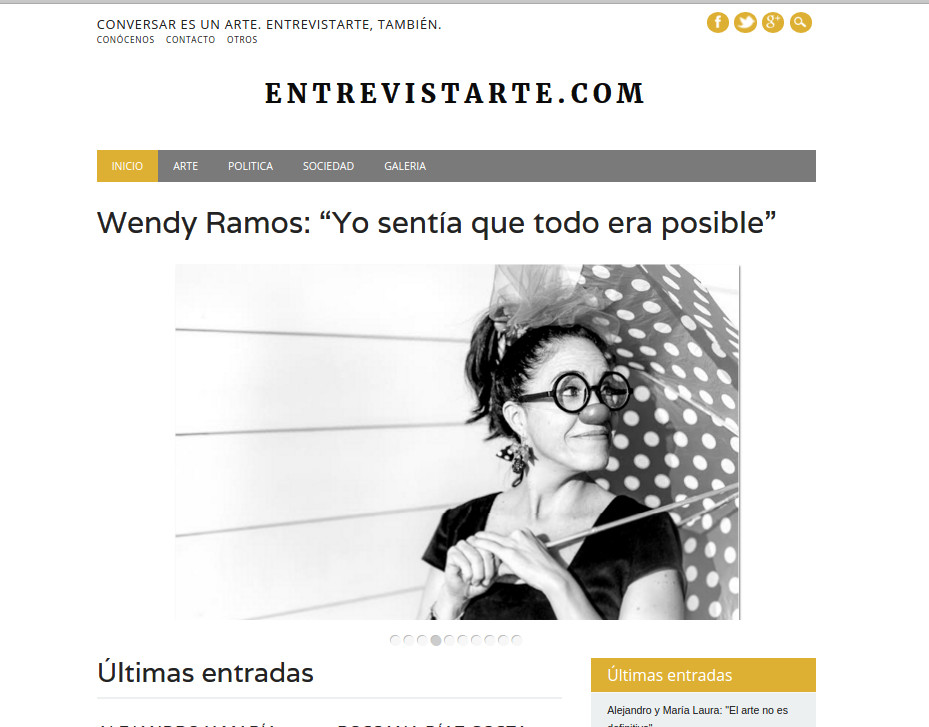 CONVERSAR ES UN ARTE. ENTREVISTARTE, TAMBIÉN.
CONÓCENOS CONTACTO OTROS
ENTREVISTARTE.COM
INICIO ARTE POLITICA SOCIEDAD GALERIA
Wendy Ramos: “Yo sentía que todo era posible”
Últimas entradas
Últimas entradas
Alejandro y María Laura: "El arte no es